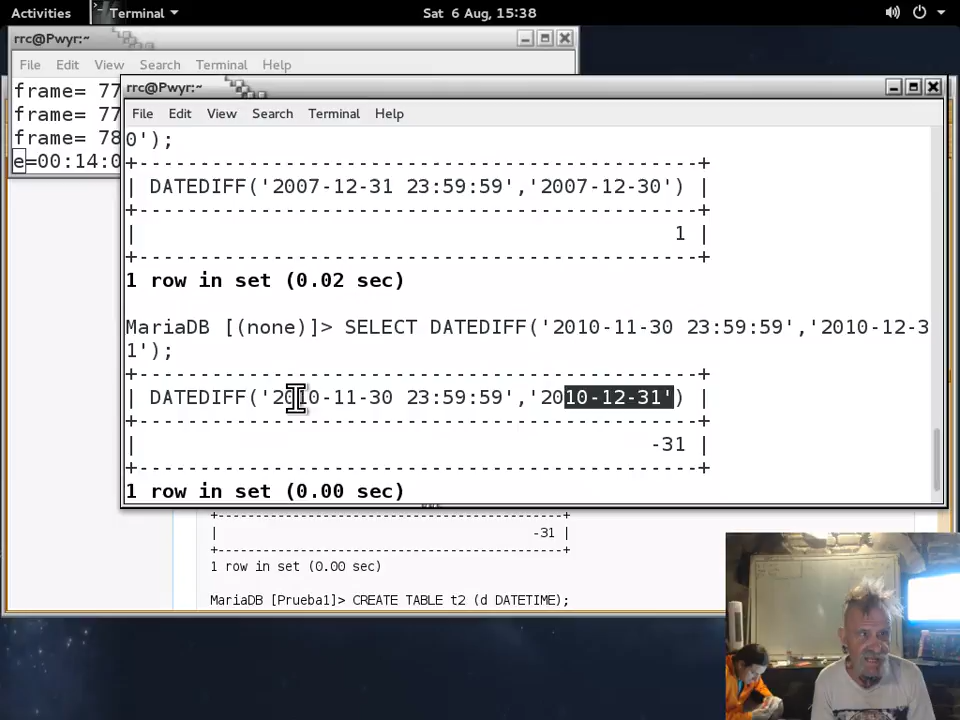 Activities Terminal Sat 6 Aug, 15:38
rrc@Pwyr:~
File Edit View Search Terminal Help
frame= 77
frame= 77
frame= 78
e=00:14:0
rrc@Pwyr:~
File Edit View Search Terminal Help
0');
+----------------------------------------------+
| DATEDIFF('2007-12-31 23:59:59','2007-12-30') |
+----------------------------------------------+
| 1 |
+----------------------------------------------+
1 row in set (0.02 sec)
MariaDB [(none)]> SELECT DATEDIFF('2010-11-30 23:59:59','2010-12-3
1');
+----------------------------------------------+
| DATEDIFF('2010-11-30 23:59:59','2010-12-31') |
+----------------------------------------------+
| -31 |
+----------------------------------------------+
1 row in set (0.00 sec)
+----------------------------------------------+
| -31 |
+----------------------------------------------+
1 row in set (0.00 sec)
MariaDB [Prueba1]> CREATE TABLE t2 (d DATETIME);